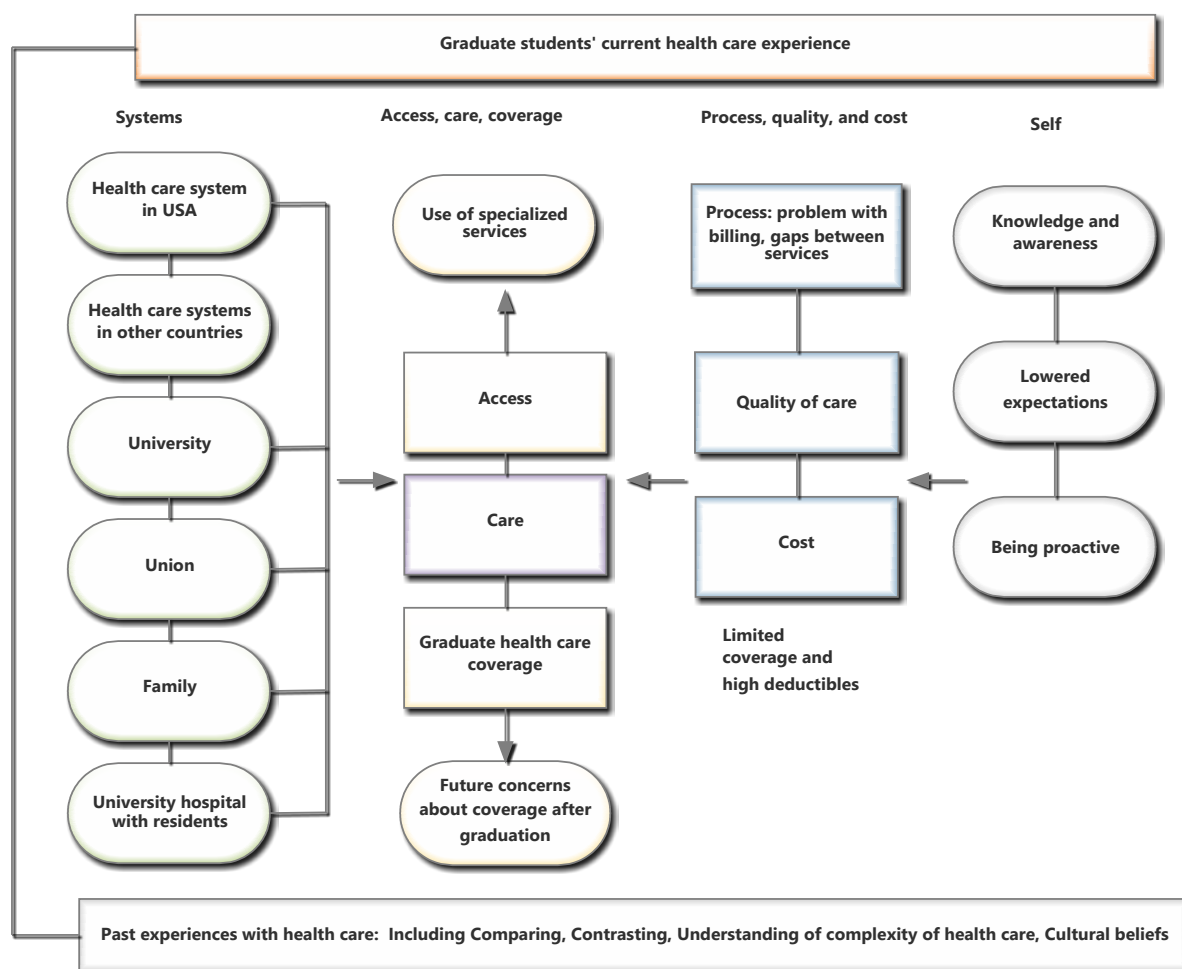 Graduate students' current health care experience
Systems
Access, care, coverage
Process, quality, and cost
Self
Health care system
in USA
Health care systems
in other countries
University
Union
Family
University hospital
with residents
Use of specialized
services
Access
Care
Graduate health care
coverage
Future concerns
about coverage after
graduation
Process: problem with
billing, gaps between
services
Quality of care
Cost
Limited
coverage and
high deductibles
Knowledge and
awareness
Lowered
expectations
Being proactive
Past experiences with health care: Including Comparing, Contrasting, Understanding of complexity of health care, Cultural beliefs